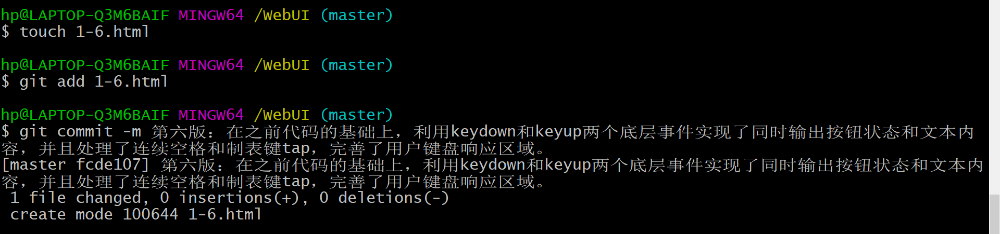 hp@LAPTOP-Q3M6BAIF MINGW64 /WebUI (master)
$ touch 1-6.html
hp@LAPTOP-Q3M6BAIF MINGW64 /WebUI (master)
$ git add 1-6.html
hp@LAPTOP-Q3M6BAIF MINGW64 /WebUI (master)
$ git commit -m 第六版：在之前代码的基础上，利用keydown和keyup两个底层事件实现了同时输出按钮状态和文本内
容，并且处理了连续空格和制表键tap，完善了用户键盘响应区域。
[master fcde107] 第六版：在之前代码的基础上，利用keydown和keyup两个底层事件实现了同时输出按钮状态和文本内
容，并且处理了连续空格和制表键tap，完善了用户键盘响应区域。
1 file changed, 0 insertions(+), 0 deletions(-)
create mode 100644 1-6.html